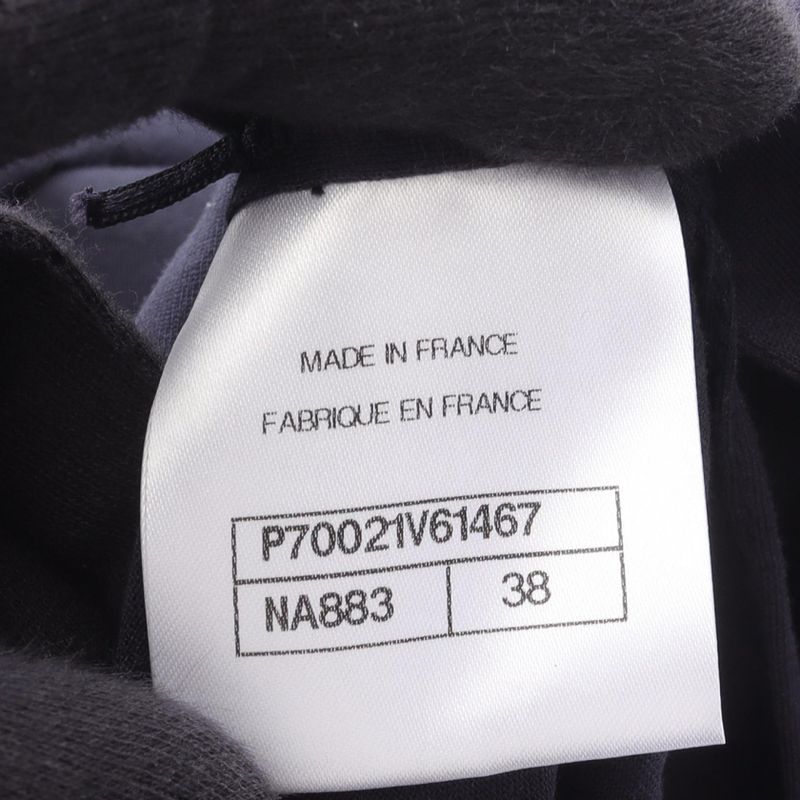 MADE IN FRANCE
FABRIQUE EN FRANCE
P70021V61467
NA883 38